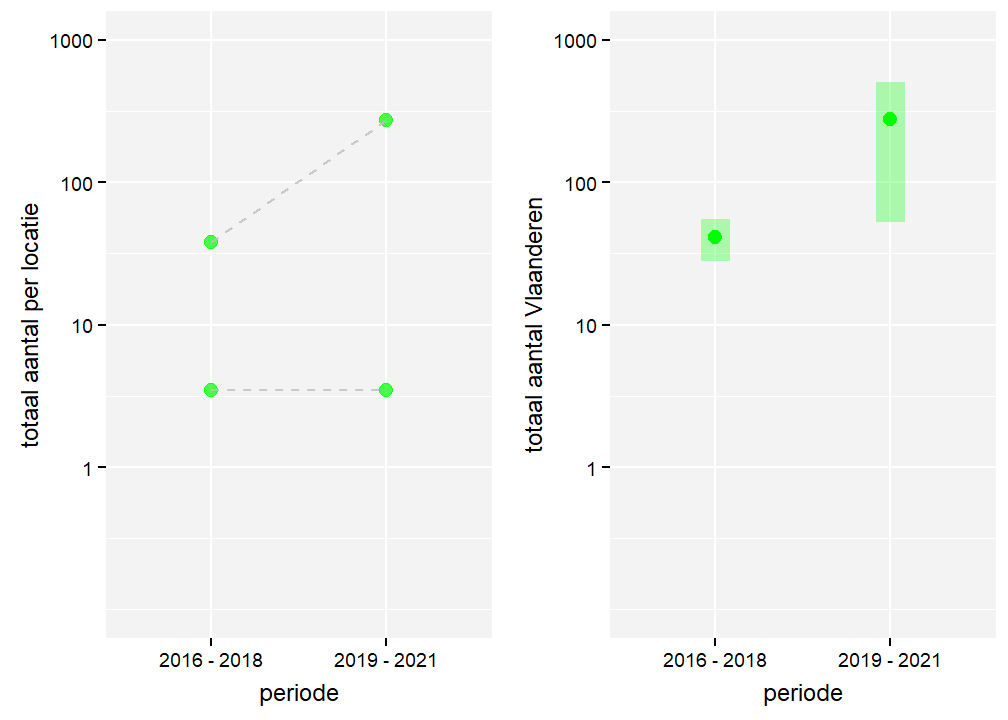 totaal aantal per locatie
1000
100
10
1
2016 - 2018
2019 - 2021
periode
totaal aantal Vlaanderen
1000
100
10
1
2016 - 2018
2019 - 2021
periode